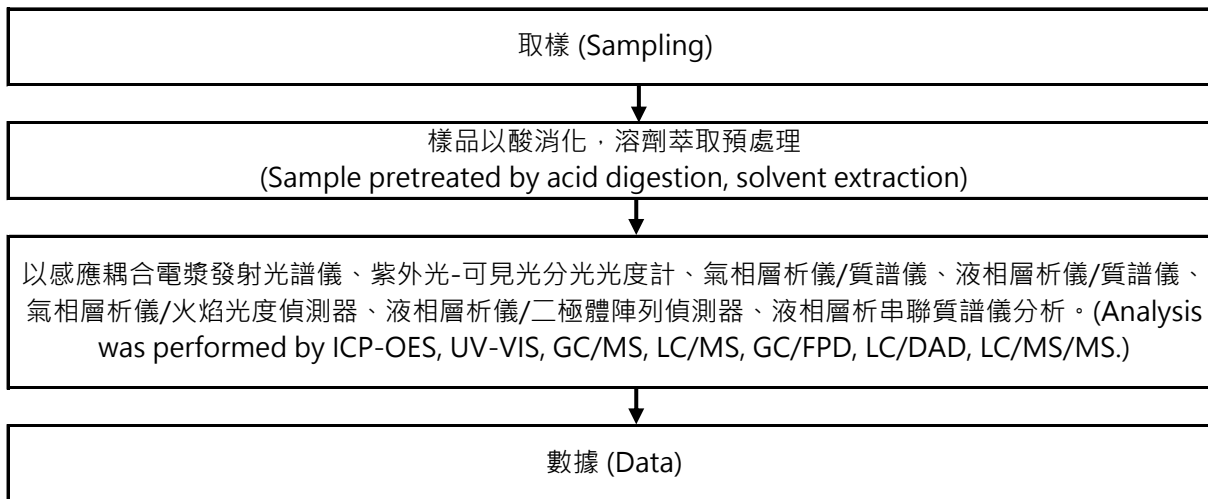 取樣 (Sampling)
樣品以酸消化，溶劑萃取預處理
(Sample pretreated by acid digestion, solvent extraction)
以感應耦合電漿發射光譜儀、紫外光-可見光分光光度計、氣相層析儀/質譜儀、液相層析儀/質譜儀、
氣相層析儀/火焰光度偵測器、液相層析儀/二極體陣列偵測器、液相層析串聯質譜儀分析。(Analysis
was performed by ICP-OES, UV-VIS, GC/MS, LC/MS, GC/FPD, LC/DAD, LC/MS/MS.)
數據 (Data)